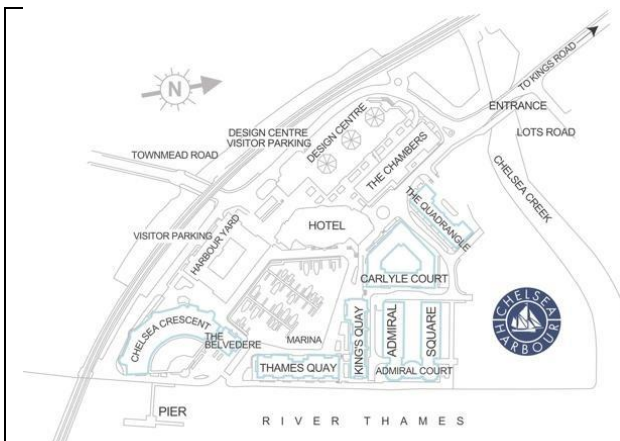 N
TO KINGS ROAD
ENTRANCE
LOTS ROAD
DESIGN CENTRE
VISITOR PARKING
DESIGN CENTRE
TOWNMEAD ROAD
THE CHAMBERS
CHELSEA CREEK
THE QUADRANGLE
HOTEL
VISITOR PARKING
HARBOUR YARD
CARLYLE COURT
CHELSEA
HARBOUR
CHELSEA CRESCENT
THE
BELVEDERE
MARINA
KING'S QUAY
ADMIRAL
SQUARE
THAMES QUAY
ADMIRAL COURT
PIER
RIVER THAMES